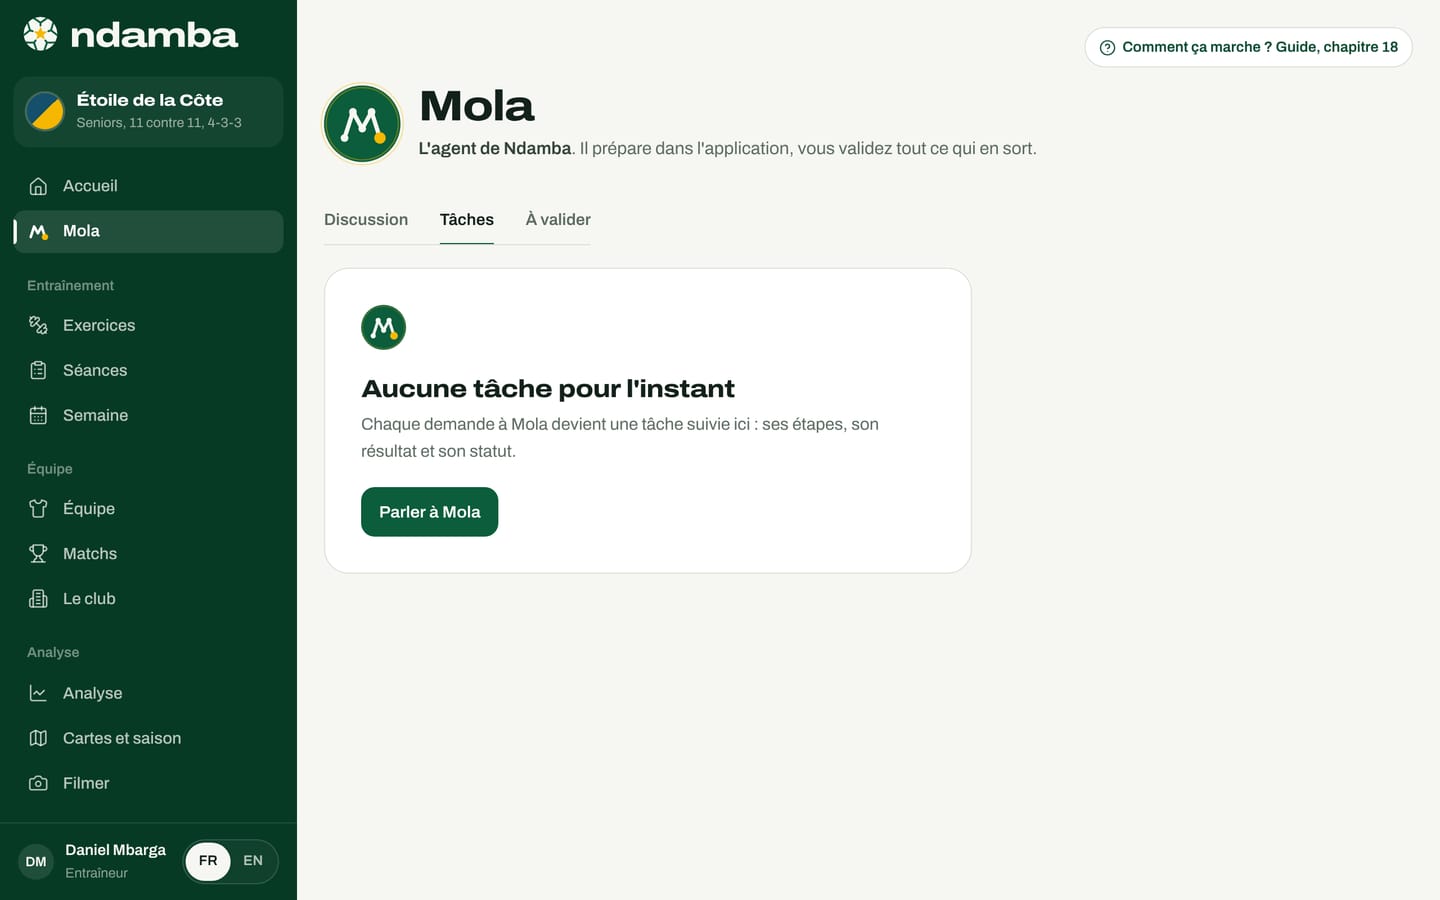 ndamba
Comment ça marche ? Guide, chapitre 18
Étoile de la Côte
Seniors, 11 contre 11, 4-3-3
Mola
L'agent de Ndamba. Il prépare dans l'application, vous validez tout ce qui en sort.
Accueil
Mola
Discussion
Tâches
À valider
Entraînement
Exercices
Séances
Semaine
Aucune tâche pour l'instant
Chaque demande à Mola devient une tâche suivie ici : ses étapes, son
résultat et son statut.
Parler à Mola
Équipe
Équipe
Matchs
Le club
Analyse
Analyse
Cartes et saison
Filmer
DM
Daniel Mbarga
Entraîneur
FR
EN